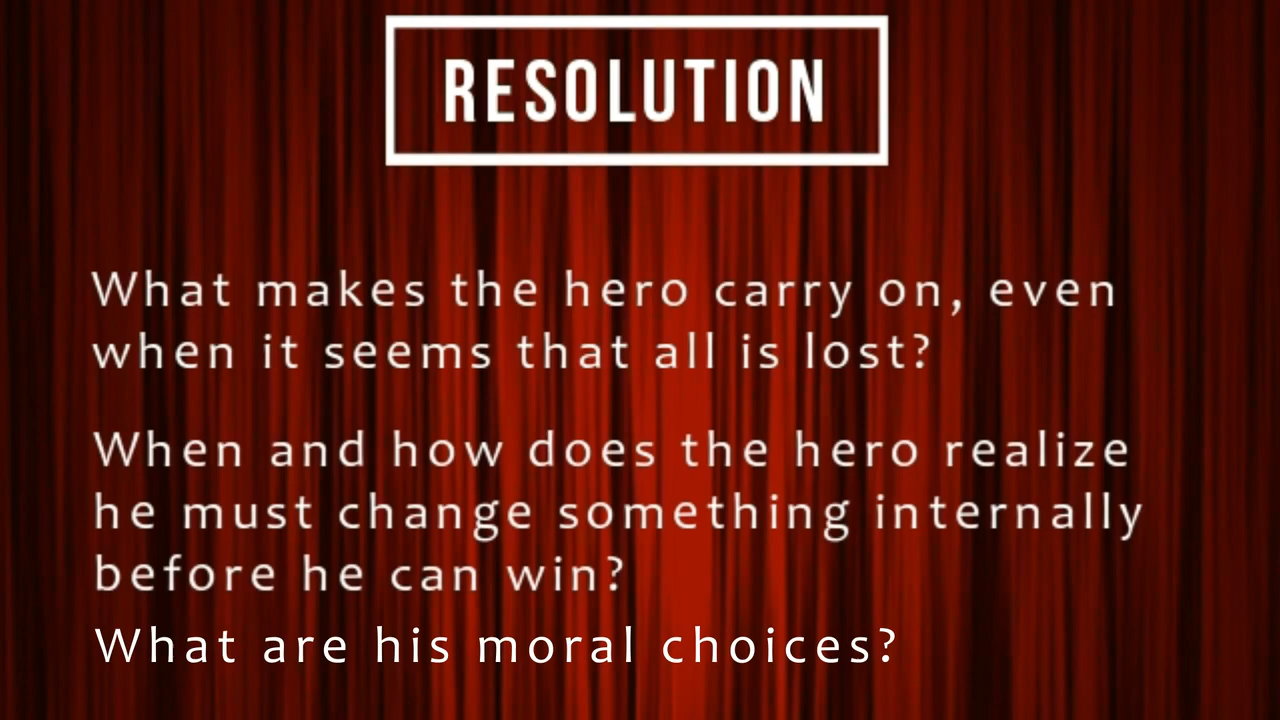 RESOLUTION
What makes the hero carry on, even
when it seems that all is lost?
When and how does the hero realize
he must change something internally
before he can win?
What are his moral choices?